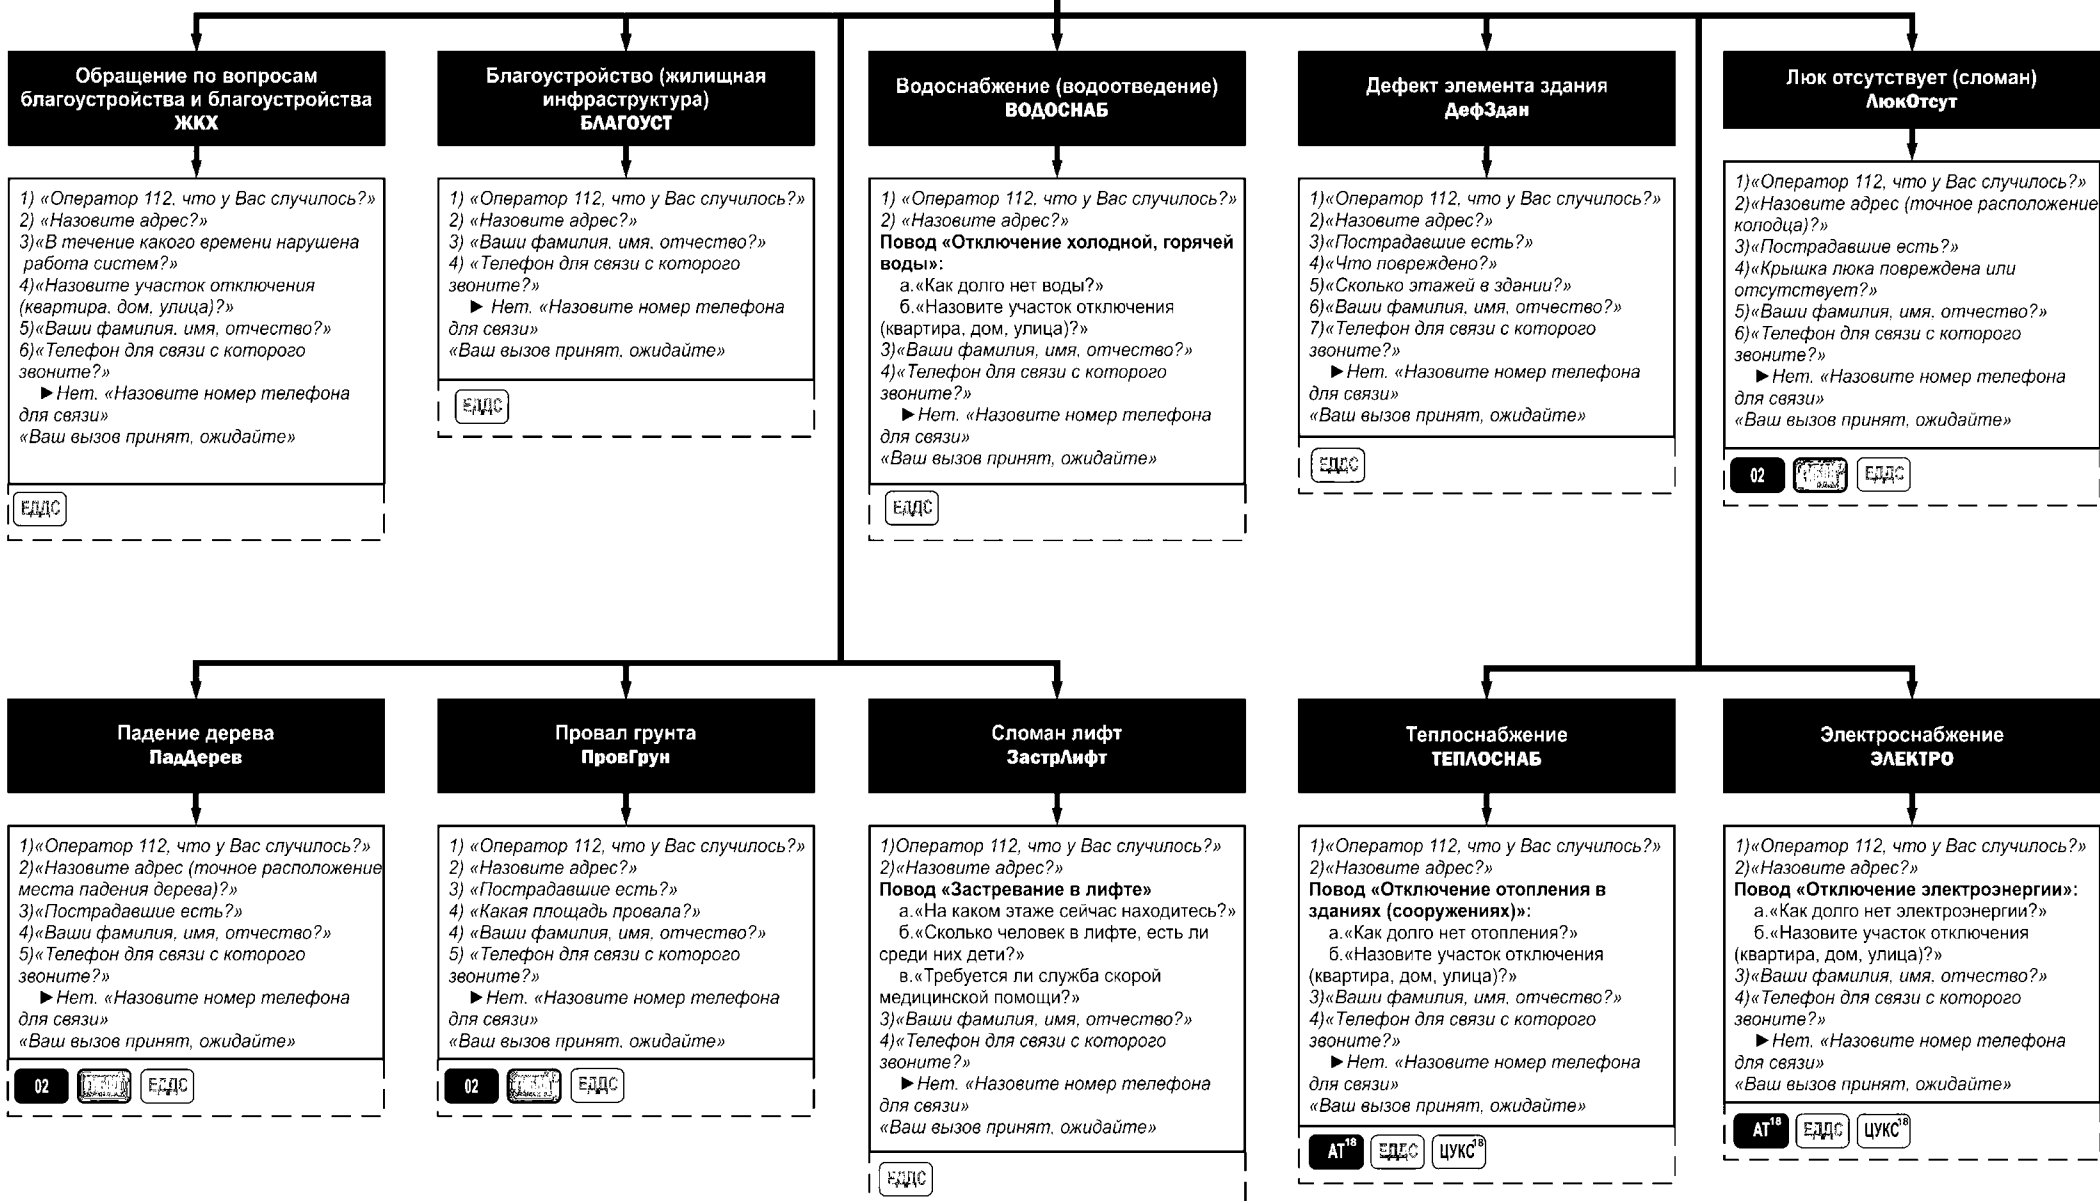 Обращение по вопросам
благоустройства и благоустройства
ЖКХ
1) «Оператор 112, что у Вас случилось?»
2) «Назовите адрес?»
3)«В течение какого времени нарушена
работа систем?»
4)«Назовите участок отключения
(квартира, дом, улица)?»
5)«Ваши фамилия, имя, отчество?»
6)«Телефон для связи с которого
звоните?»
►Нет. «Назовите номер телефона
для связи»
«Ваш вызов принят, ожидайте»
ЕДДС
Благоустройство (жилищная
инфраструктура)
БЛАГОУСТ
1) «Оператор 112, что у Вас случилось?»
2) «Назовите адрес?»
3) «Ваши фамилия, имя, отчество?»
4) «Телефон для связи с которого
звоните?»
► Нет. «Назовите номер телефона
для связи»
«Ваш вызов принят, ожидайте»
ЕДДС
Водоснабжение (водоотведение)
ВОДОСНАБ
1) «Оператор 112, что у Вас случилось?»
2) «Назовите адрес?»
Повод «Отключение холодной, горячей
воды»:
а.«Как долго нет воды?»
б.«Назовите участок отключения
(квартира, дом, улица)?»
3)«Ваши фамилия, имя, отчество?»
4)«Телефон для связи с которого
звоните?»
►Нет. «Назовите номер телефона
для связи»
«Ваш вызов принят, ожидайте»
ЕДДС
Дефект элемента здания
ДефЗдан
1)«Оператор 112, что у Вас случилось?»
2)«Назовите адрес?»
3)«Пострадавшие есть?»
4)«Что повреждено?»
5)«Сколько этажей в здании?»
6)«Ваши фамилия, имя, отчество?»
7)«Телефон для связи с которого
звоните?»
►Нет. «Назовите номер телефона
для связи»
«Ваш вызов принят, ожидайте»
ЕДДС
Люк отсутствует (сломан)
ЛюкОтсут
1)«Оператор 112, что у Вас случилось?»
2)«Назовите адрес (точное расположение
колодца)?»
3)«Пострадавшие есть?»
4)«Крышка люка повреждена или
отсутствует?»
5)«Ваши фамилия, имя, отчество?»
6)«Телефон для связи с которого
звоните?»
►Нет. «Назовите номер телефона
для связи»
«Ваш вызов принят, ожидайте»
02 ЕДДС
Падение дерева
ПадДерев
1)«Оператор 112, что у Вас случилось?»
2)«Назовите адрес (точное расположение
места падения дерева)?»
3)«Пострадавшие есть?»
4)«Ваши фамилия, имя, отчество?»
5)«Телефон для связи с которого
звоните?»
►Нет. «Назовите номер телефона
для связи»
«Ваш вызов принят, ожидайте»
02 ЕДДС
Провал грунта
ПровГрун
1) «Оператор 112, что у Вас случилось?»
2) «Назовите адрес?»
3) «Пострадавшие есть?»
4) «Какая площадь провала?»
4) «Ваши фамилия, имя, отчество?»
5) «Телефон для связи с которого
звоните?»
►Нет. «Назовите номер телефона
для связи»
«Ваш вызов принят, ожидайте»
02 ЕДДС
Сломан лифт
ЗастрЛифт
1)Оператор 112, что у Вас случилось?»
2)«Назовите адрес?»
Повод «Застревание в лифте»
а.«На каком этаже сейчас находитесь?»
б.«Сколько человек в лифте, есть ли
среди них дети?»
в.«Требуется ли служба скорой
медицинской помощи?»
3)«Ваши фамилия, имя, отчество?»
4)«Телефон для связи с которого
звоните?»
►Нет. «Назовите номер телефона
для связи»
«Ваш вызов принят, ожидайте»
ЕДДС
Теплоснабжение
ТЕПЛОСНАБ
1)«Оператор 112, что у Вас случилось?»
2)«Назовите адрес?»
Повод «Отключение отопления в
зданиях (сооружениях)»:
а.«Как долго нет отопления?»
б.«Назовите участок отключения
(квартира, дом, улица)?»
3)«Ваши фамилия, имя, отчество?»
4)«Телефон для связи с которого
звоните?»
►Нет. «Назовите номер телефона
для связи»
«Ваш вызов принят, ожидайте»
АТ18 ЕДДС ЦУКС18
Электроснабжение
ЭЛЕКТРО
1)«Оператор 112, что у Вас случилось?»
2)«Назовите адрес?»
Повод «Отключение электроэнергии»:
а.«Как долго нет электроэнергии?»
б.«Назовите участок отключения
(квартира, дом, улица)?»
3)«Ваши фамилия, имя, отчество?»
4)«Телефон для связи с которого
звоните?»
►Нет. «Назовите номер телефона
для связи»
«Ваш вызов принят, ожидайте»
АТ18 ЕДДС ЦУКС18